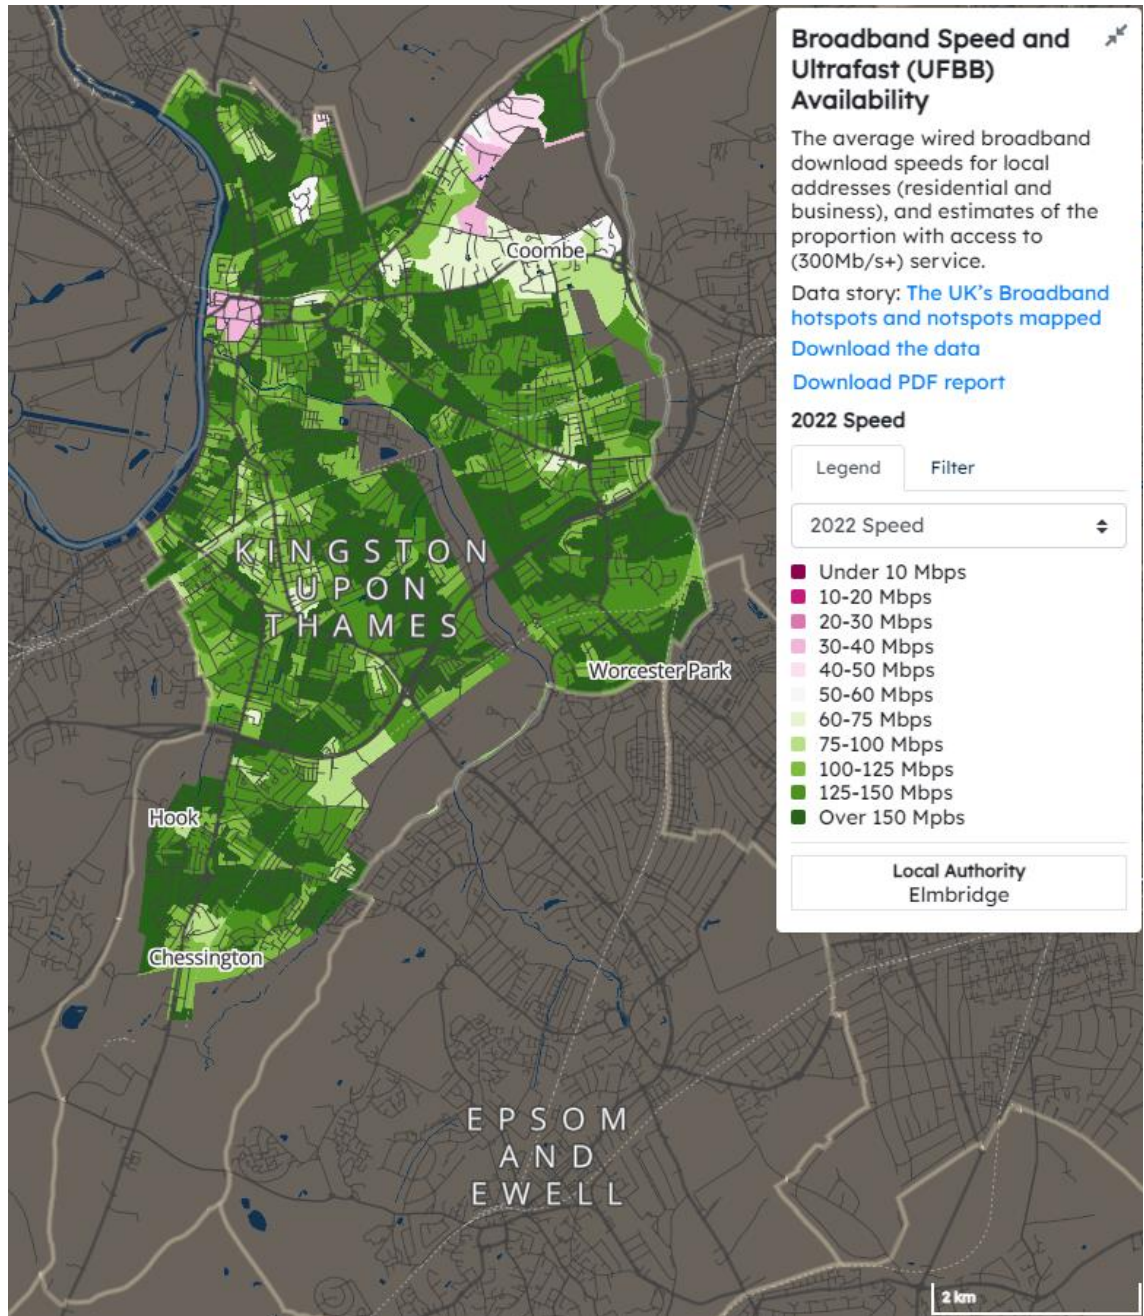 Broadband Speed and
Ultrafast (UFBB)
Availability
The average wired broadband
download speeds for local
addresses (residential and
business), and estimates of the
proportion with access to
(300Mb/s+) service.
Data story: The UK's Broadband
hotspots and notspots mapped
Download the data
Download PDF report
2022 Speed
Legend Filter
2022 Speed
Under 10 Mbps
10-20 Mbps
20-30 Mbps
30-40 Mbps
40-50 Mbps
50-60 Mbps
60-75 Mbps
75-100 Mbps
100-125 Mbps
125-150 Mbps
Over 150 Mpbs
Local Authority
Elmbridge
Coombe
KINGSTON
UPON
THAMES
Worcester Park
Hook
Chessington
EPSOM
AND
EWELL
2 km